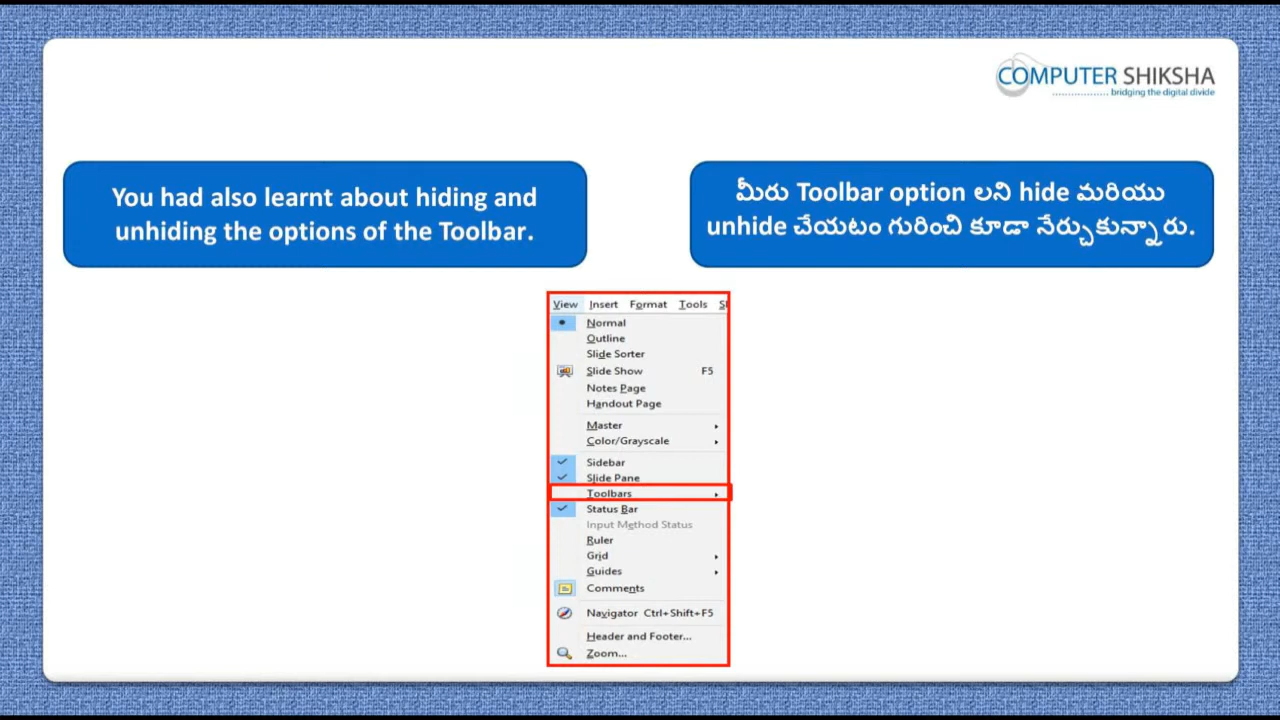 COMPUTER SHIKSHA
.................. bridging the digital divide
You had also learnt about hiding and
unhiding the options of the Toolbar.
మీరు Toolbar option లని hide మరియు
unhide చేయటం గురించి కూడా నేర్చుకున్నారు.
View Insert Format Tools
Normal
Outline
Slide Sorter
Slide Show F5
Notes Page
Handout Page
Master
Color/Grayscale
Sidebar
Slide Pane
Toolbars
Status Bar
Input Method Status
Ruler
Grid
Guides
Comments
Navigator Ctrl+Shift+F5
Header and Footer...
Zoom...